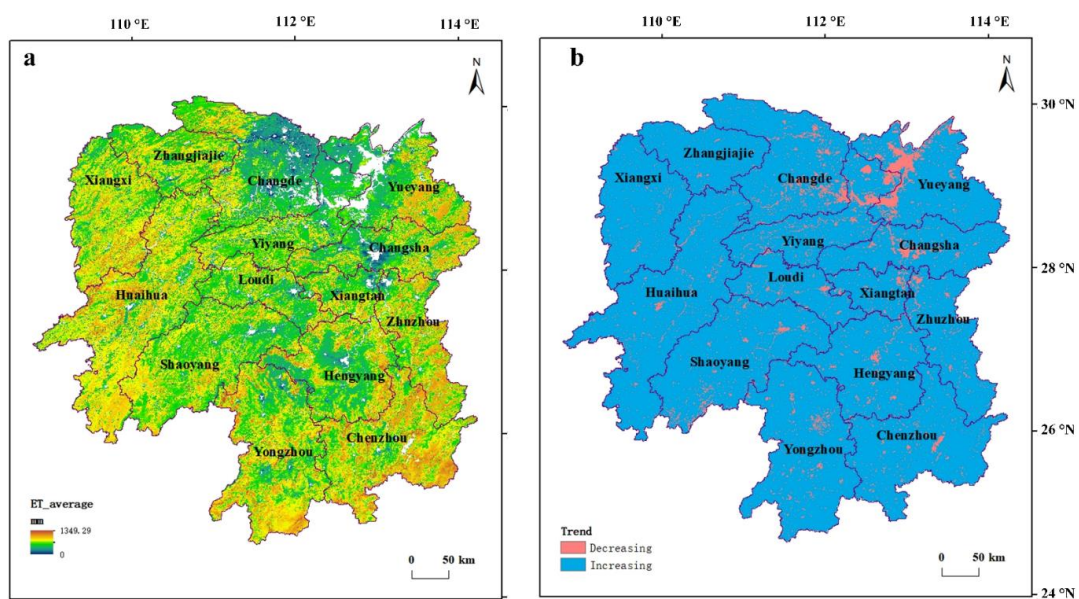 110 °E 112 °E 114 °E
a
N
Zhangjiajie
Xiangxi
Changde
Yueyang
Yiyang
Changsha
Loudi
Huaihua
Xiangtan
Zhuzhou
Shaoyang
Hengyang
Chenzhou
Yongzhou
ET_average
1349.29
0
0 50 km
110 °E 112 °E 114 °E
b
N
30 °N
28 °N
26 °N
24 °N
Zhangjiajie
Xiangxi
Changde
Yueyang
Yiyang
Changsha
Loudi
Huaihua
Xiangtan
Zhuzhou
Shaoyang
Hengyang
Chenzhou
Yongzhou
Trend
Decreasing
Increasing
0 50 km